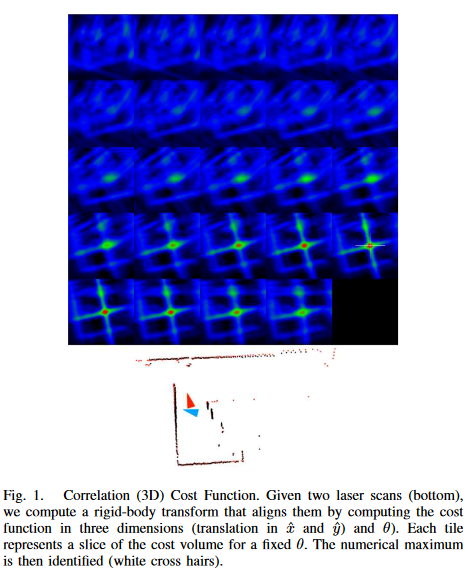 Fig. 1. Correlation (3D) Cost Function. Given two laser scans (bottom),
we compute a rigid-body transform that aligns them by computing the cost
function in three dimensions (translation in x̂ and ŷ) and θ). Each tile
represents a slice of the cost volume for a fixed θ. The numerical maximum
is then identified (white cross hairs).